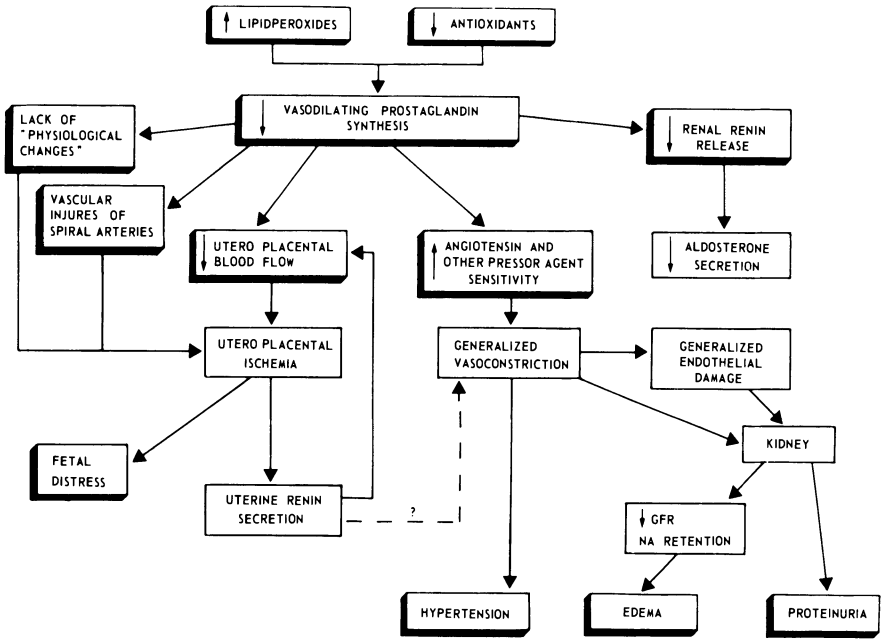 ↑ LIPIDPEROXIDES
↓ ANTIOXIDANTS
↓ VASODILATING PROSTAGLANDIN
SYNTHESIS
LACK OF
"PHYSIOLOGICAL
CHANGES"
↓ RENAL RENIN
RELEASE
VASCULAR
INJURES OF
SPIRAL ARTERIES
↓ UTERO PLACENTAL
BLOOD FLOW
↑ ANGIOTENSIN AND
OTHER PRESSOR AGENT
SENSITIVITY
↓ ALDOSTERONE
SECRETION
UTERO PLACENTAL
ISCHEMIA
GENERALIZED
VASOCONSTRICTION
GENERALIZED
ENDOTHELIAL
DAMAGE
KIDNEY
FETAL
DISTRESS
UTERINE RENIN
SECRETION
?
↓ GFR
NA RETENTION
HYPERTENSION
EDEMA
PROTEINURIA